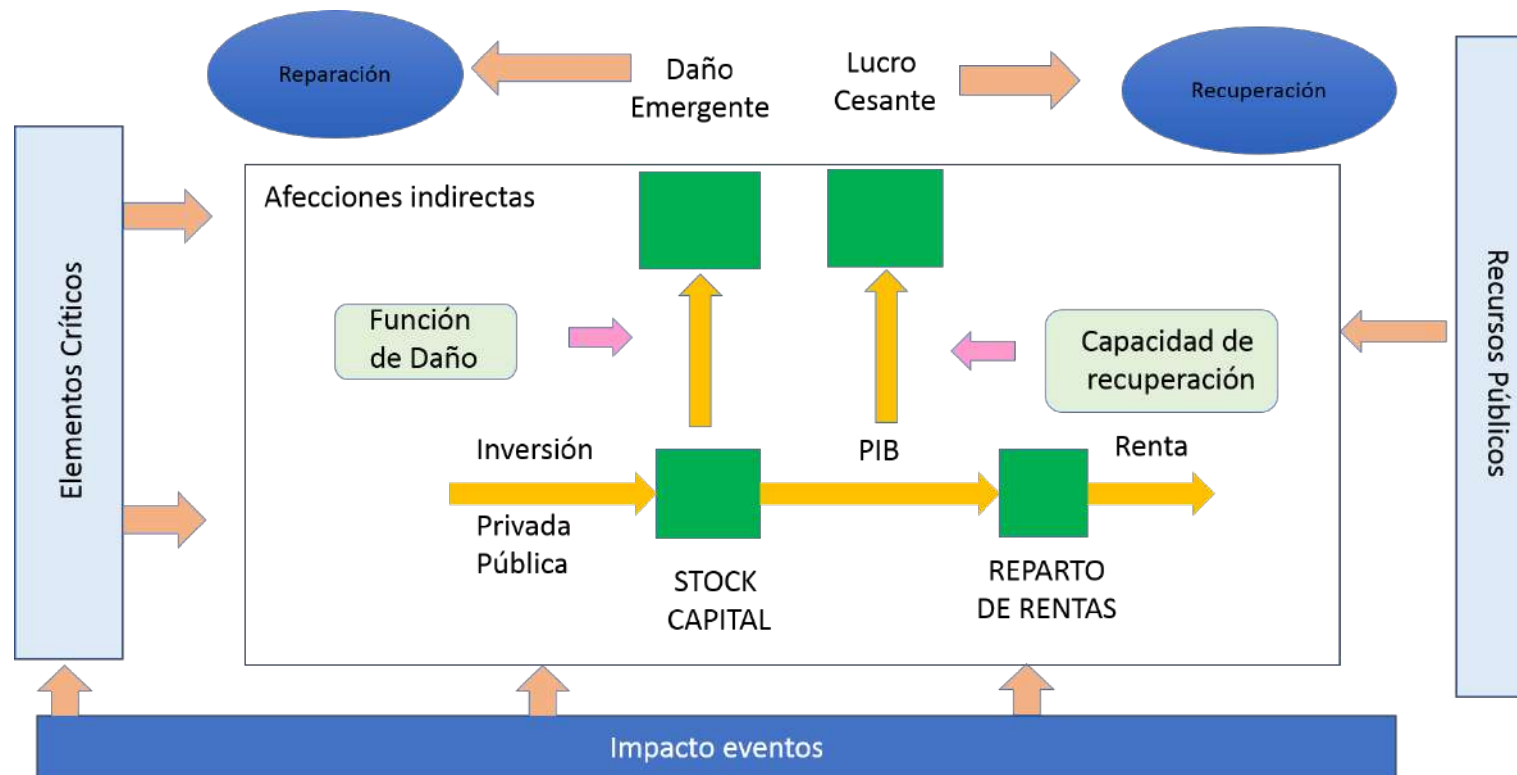 Reparación
Daño
Emergente
Lucro
Cesante
Recuperación
Elementos Críticos
Afecciones indirectas
Función
de Daño
Capacidad de
recuperación
Recursos Públicos
Inversión
PIB
Renta
Privada
Pública
STOCK
CAPITAL
REPARTO
DE RENTAS
Impacto eventos